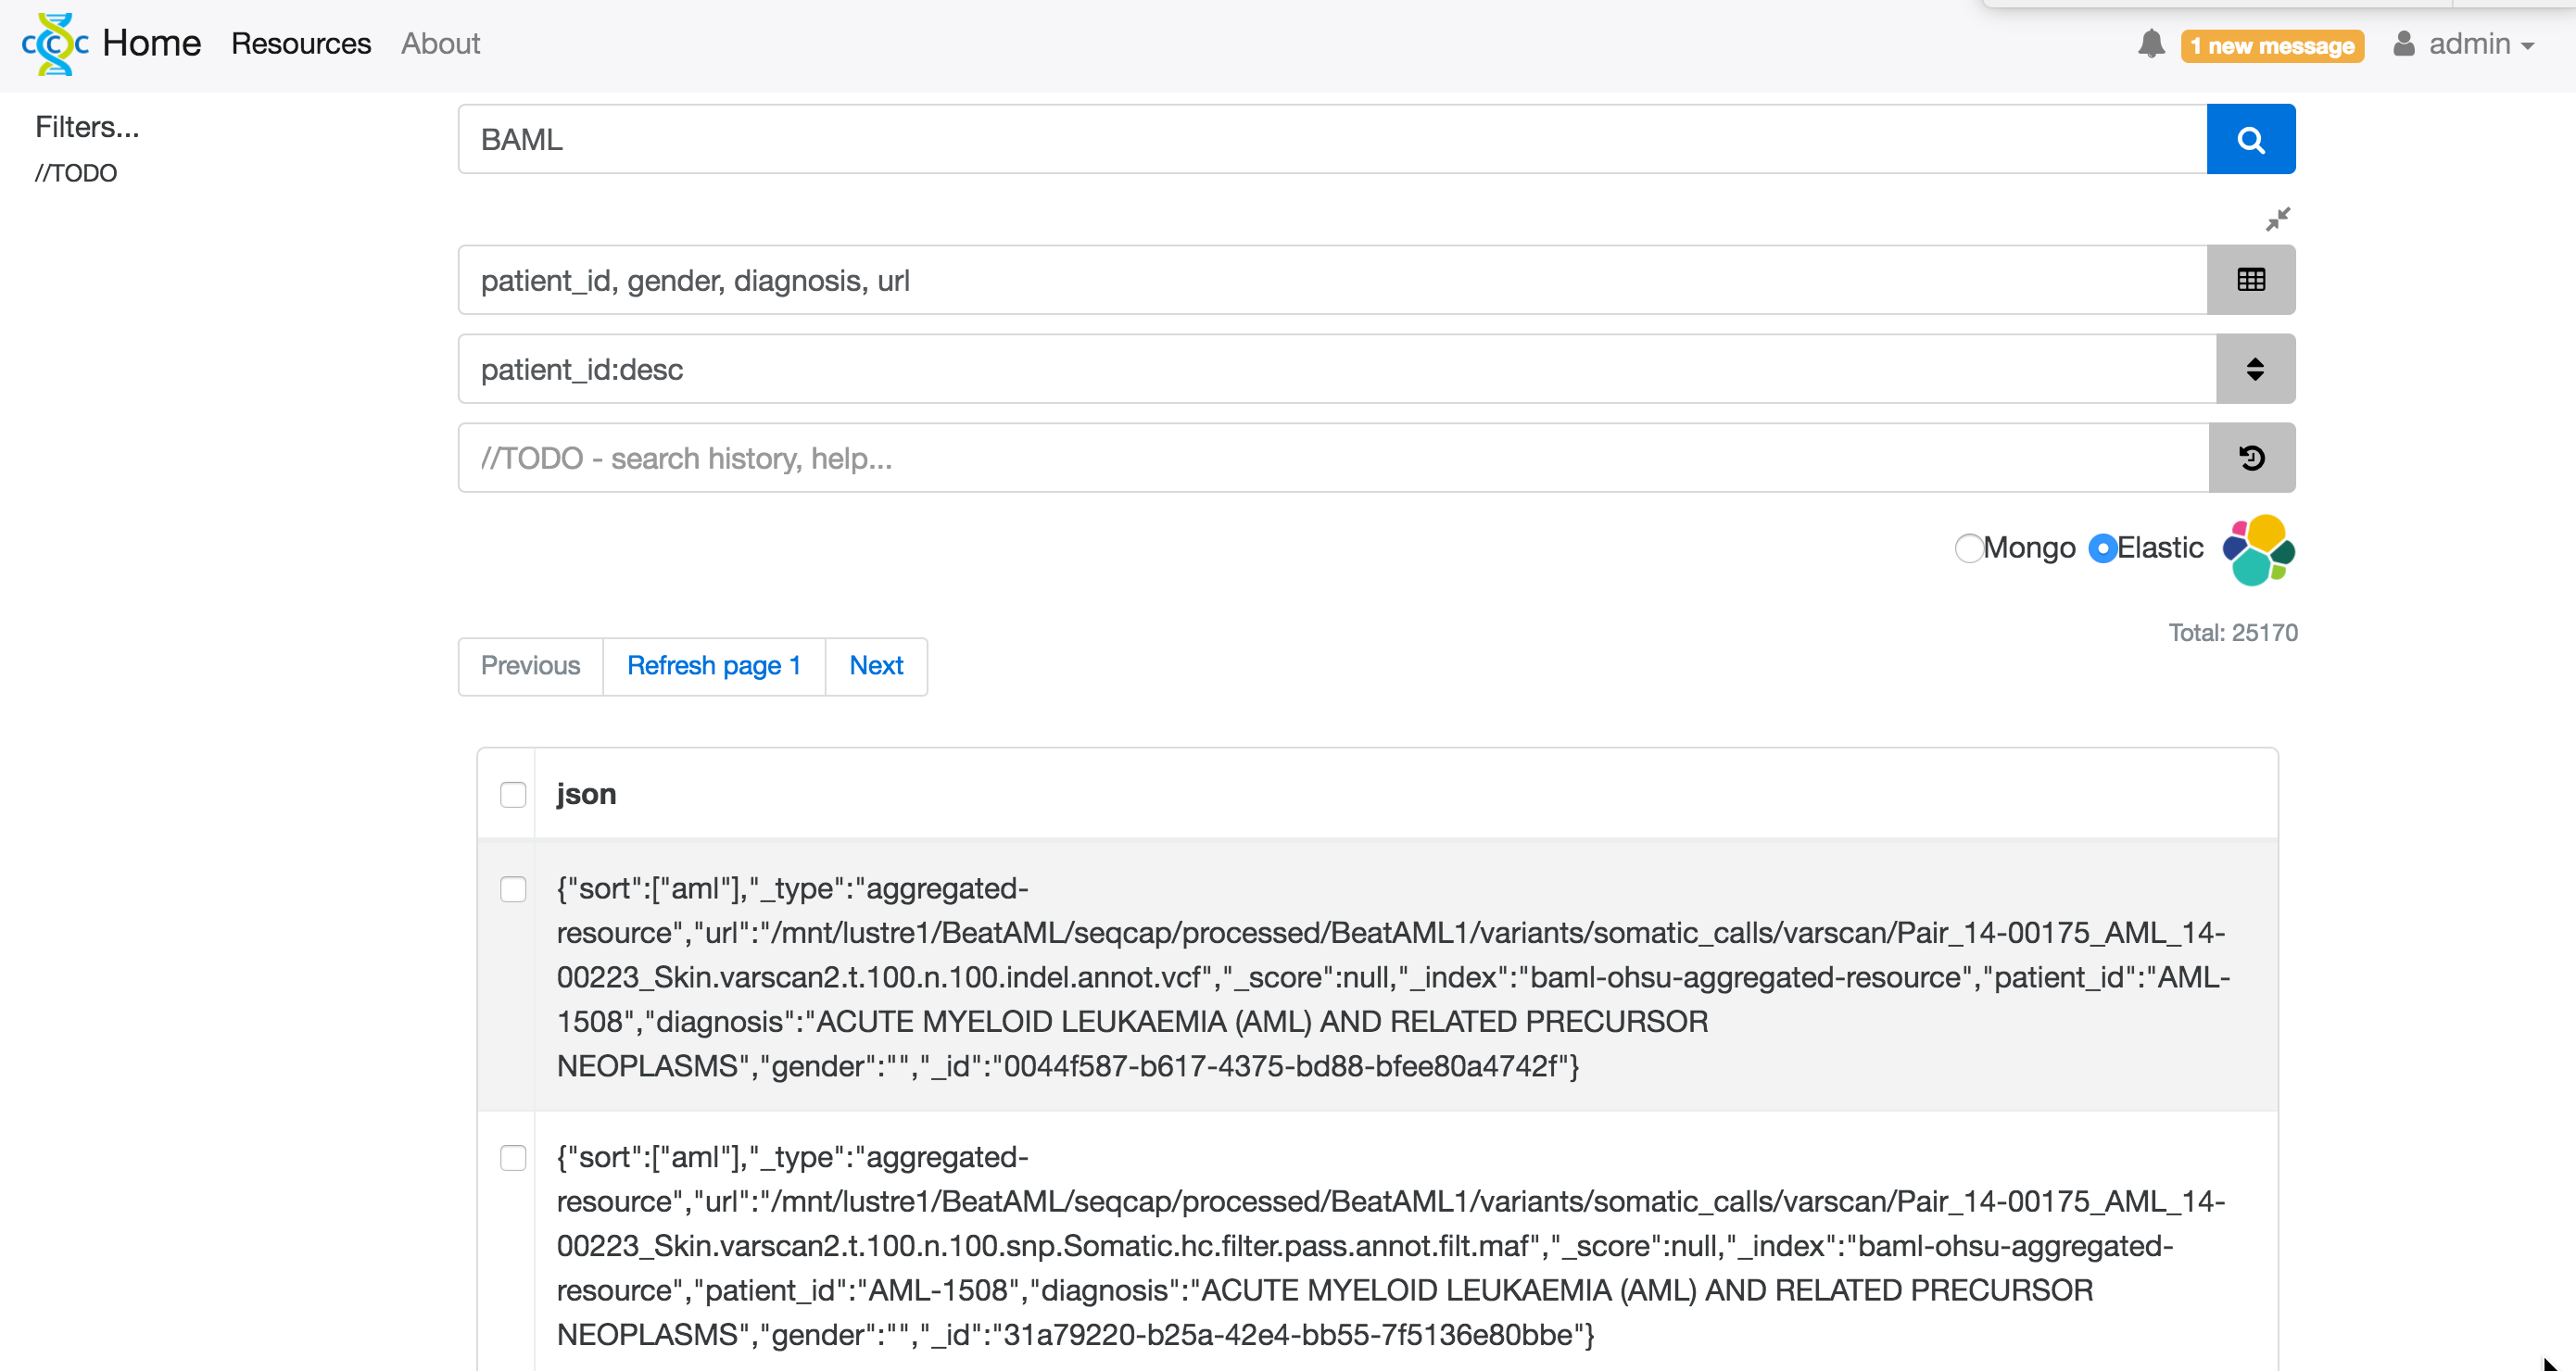 CCC Home Resources About 1 new message admin
Filters...
//TODO
BAML
patient_id, gender, diagnosis, url
patient_id:desc
//TODO - search history, help...
Mongo Elastic
Total: 25170
Previous Refresh page 1 Next
json
{"sort":["aml"],"_type":"aggregated-
resource","url":"/mnt/lustre1/BeatAML/seqcap/processed/BeatAML1/variants/somatic_calls/varscan/Pair_14-00175_AML_14-
00223_Skin.varscan2.t.100.n.100.indel.annot.vcf","_score":null,"_index":"baml-ohsu-aggregated-resource","patient_id":"AML-
1508","diagnosis":"ACUTE MYELOID LEUKAEMIA (AML) AND RELATED PRECURSOR
NEOPLASMS","gender":"","_id":"0044f587-b617-4375-bd88-bfee80a4742f"}
{"sort":["aml"],"_type":"aggregated-
resource","url":"/mnt/lustre1/BeatAML/seqcap/processed/BeatAML1/variants/somatic_calls/varscan/Pair_14-00175_AML_14-
00223_Skin.varscan2.t.100.n.100.snp.Somatic.hc.filter.pass.annot.filt.maf","_score":null,"_index":"baml-ohsu-aggregated-
resource","patient_id":"AML-1508","diagnosis":"ACUTE MYELOID LEUKAEMIA (AML) AND RELATED PRECURSOR
NEOPLASMS","gender":"","_id":"31a79220-b25a-42e4-bb55-7f5136e80bbe"}